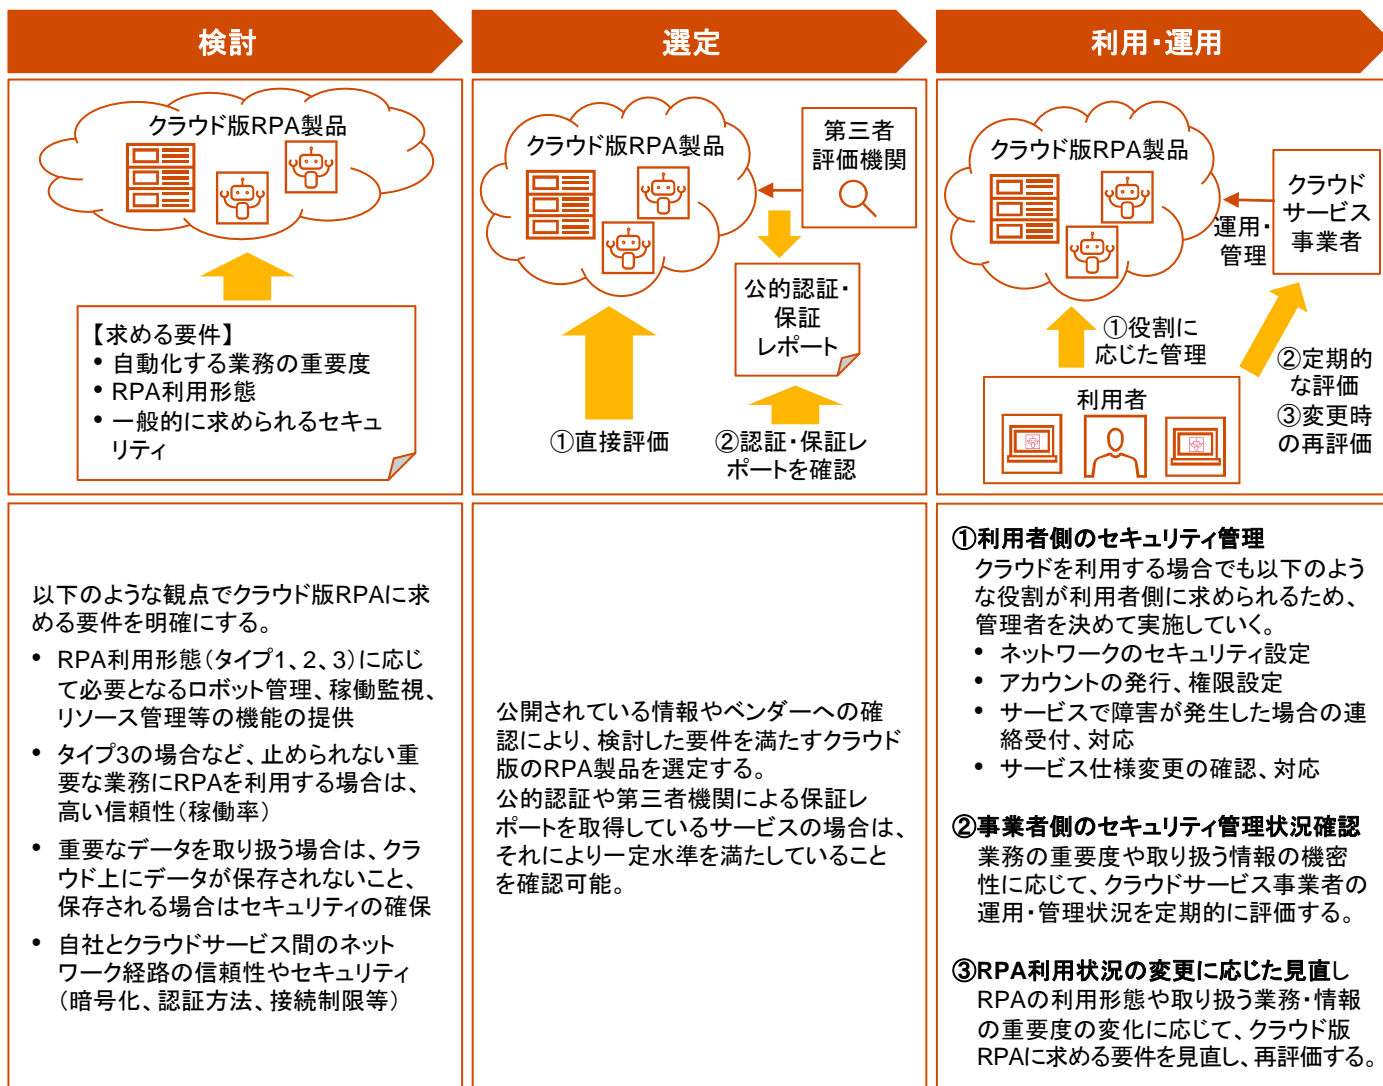 検討
クラウド版RPA製品
【求める要件】
• 自動化する業務の重要度
• RPA利用形態
• 一般的に求められるセキュ
リティ
以下のような観点でクラウド版RPAに求
める要件を明確にする。
• RPA利用形態(タイプ1、2、3)に応じ
て必要となるロボット管理、稼働監視、
リソース管理等の機能の提供
• タイプ3の場合など、止められない重
要な業務にRPAを利用する場合は、
高い信頼性(稼働率)
• 重要なデータを取り扱う場合は、クラ
ウド上にデータが保存されないこと、
保存される場合はセキュリティの確保
• 自社とクラウドサービス間のネット
ワーク経路の信頼性やセキュリティ
(暗号化、認証方法、接続制限等)
選定
クラウド版RPA製品
第三者
評価機関
公的認証・
保証
レポート
①直接評価
②認証・保証レ
ポートを確認
公開されている情報やベンダーへの確
認により、検討した要件を満たすクラウド
版のRPA製品を選定する。
公的認証や第三者機関による保証レ
ポートを取得しているサービスの場合は、
それにより一定水準を満たしていること
を確認可能。
利用・運用
クラウド版RPA製品
クラウド
サービス
事業者
運用・
管理
①役割に
応じた管理
②定期的
な評価
③変更時
の再評価
利用者
①利用者側のセキュリティ管理
クラウドを利用する場合でも以下のよう
な役割が利用者側に求められるため、
管理者を決めて実施していく。
• ネットワークのセキュリティ設定
• アカウントの発行、権限設定
• サービスで障害が発生した場合の連
絡受付、対応
• サービス仕様変更の確認、対応
②事業者側のセキュリティ管理状況確認
業務の重要度や取り扱う情報の機密
性に応じて、クラウドサービス事業者の
運用・管理状況を定期的に評価する。
③RPA利用状況の変更に応じた見直し
RPAの利用形態や取り扱う業務・情報
の重要度の変化に応じて、クラウド版
RPAに求める要件を見直し、再評価する。